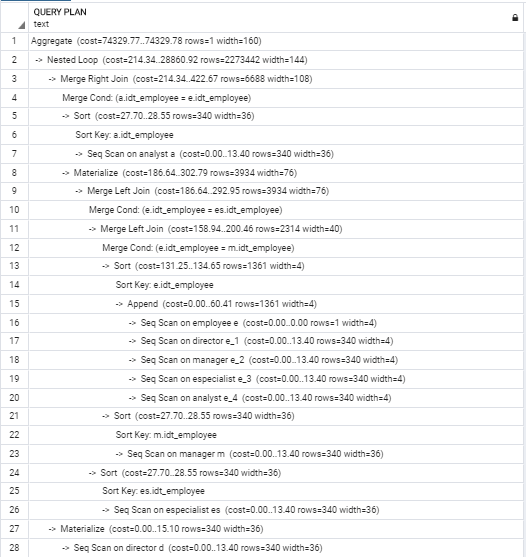 QUERY PLAN
text
1 Aggregate (cost=74329.77..74329.78 rows=1 width=160)
2 -> Nested Loop (cost=214.34..28860.92 rows=2273442 width=144)
3 -> Merge Right Join (cost=214.34..422.67 rows=6688 width=108)
4 Merge Cond: (a.idt_employee = e.idt_employee)
5 -> Sort (cost=27.70..28.55 rows=340 width=36)
6 Sort Key: a.idt_employee
7 -> Seq Scan on analyst a (cost=0.00..13.40 rows=340 width=36)
8 -> Materialize (cost=186.64..302.79 rows=3934 width=76)
9 -> Merge Left Join (cost=186.64..292.95 rows=3934 width=76)
10 Merge Cond: (e.idt_employee = es.idt_employee)
11 -> Merge Left Join (cost=158.94..200.46 rows=2314 width=40)
12 Merge Cond: (e.idt_employee = m.idt_employee)
13 -> Sort (cost=131.25..134.65 rows=1361 width=4)
14 Sort Key: e.idt_employee
15 -> Append (cost=0.00..60.41 rows=1361 width=4)
16 -> Seq Scan on employee e (cost=0.00..0.00 rows=1 width=4)
17 -> Seq Scan on director e_1 (cost=0.00..13.40 rows=340 width=4)
18 -> Seq Scan on manager e_2 (cost=0.00..13.40 rows=340 width=4)
19 -> Seq Scan on especialist e_3 (cost=0.00..13.40 rows=340 width=4)
20 -> Seq Scan on analyst e_4 (cost=0.00..13.40 rows=340 width=4)
21 -> Sort (cost=27.70..28.55 rows=340 width=36)
22 Sort Key: m.idt_employee
23 -> Seq Scan on manager m (cost=0.00..13.40 rows=340 width=36)
24 -> Sort (cost=27.70..28.55 rows=340 width=36)
25 Sort Key: es.idt_employee
26 -> Seq Scan on especialist es (cost=0.00..13.40 rows=340 width=36)
27 -> Materialize (cost=0.00..15.10 rows=340 width=36)
28 -> Seq Scan on director d (cost=0.00..13.40 rows=340 width=36)